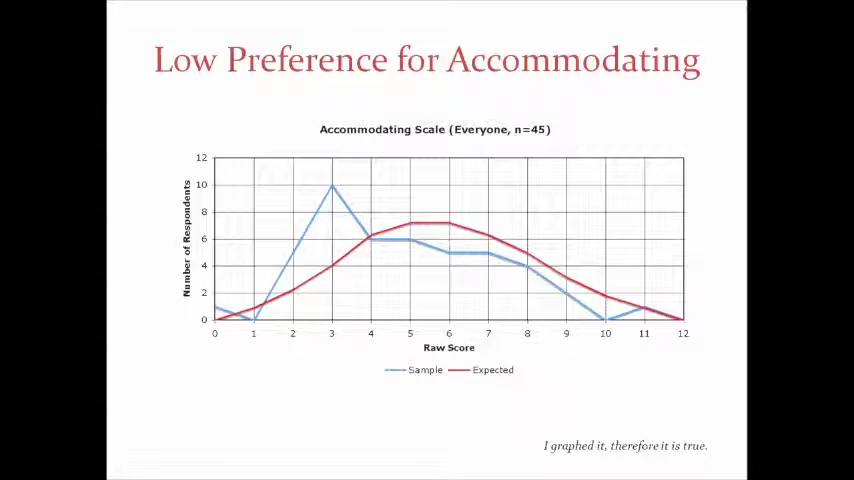 Low Preference for Accommodating
Accommodating Scale (Everyone, n=45)
12
10
8
6
4
2
0
Number of Respondents
0 1 2 3 4 5 6 7 8 9 10 11 12
Raw Score
Sample Expected
I graphed it, therefore it is true.